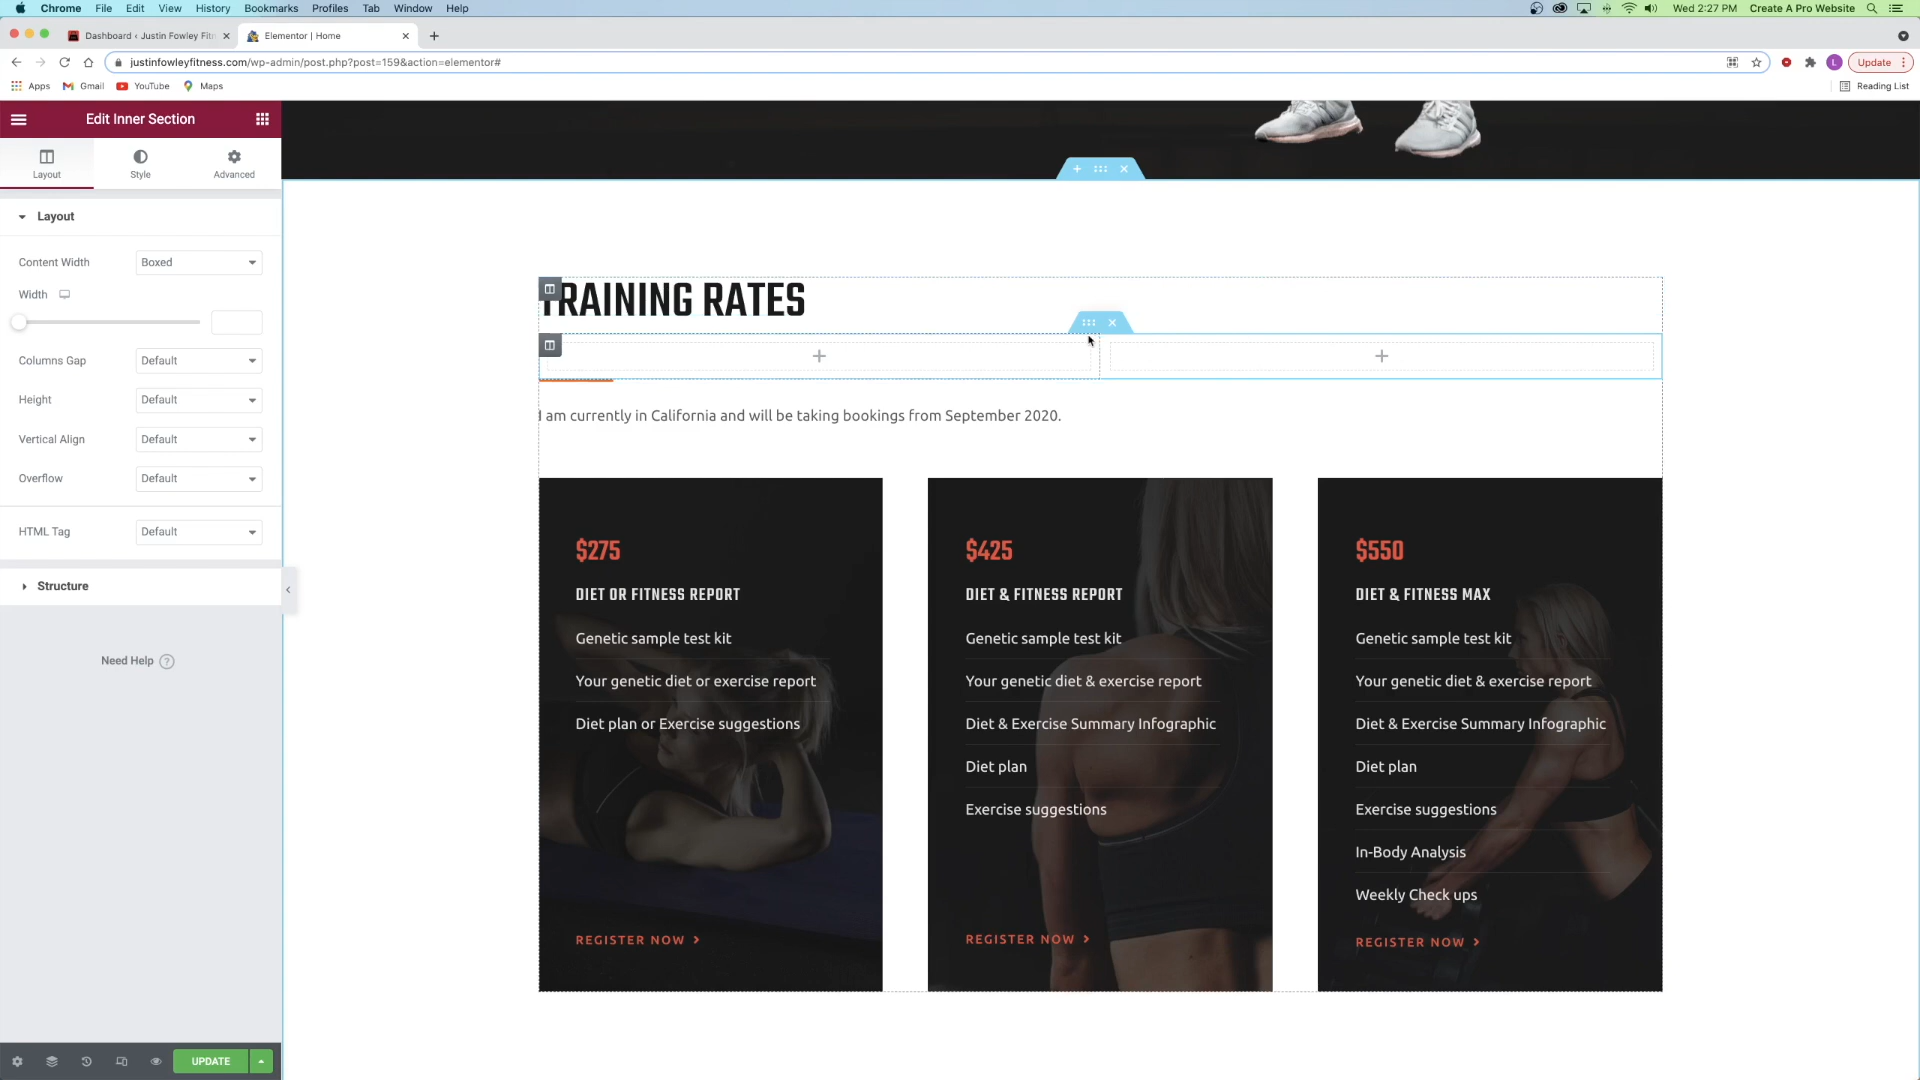 Chrome File Edit View History Bookmarks Profiles Tab Window Help Wed 2:27 PM Create A Pro Website
Dashboard ‹ Justin Fowley Fitn Elementor | Home
justinfowleyfitness.com/wp-admin/post.php?post=159&action=elementor#
L Update
Apps Gmail YouTube Maps Reading List
Edit Inner Section
Layout Style Advanced
Layout
Content Width Boxed
Width
Columns Gap Default
Height Default
Vertical Align Default
Overflow Default
HTML Tag Default
Structure
Need Help ?
UPDATE
TRAINING RATES
I am currently in California and will be taking bookings from September 2020.
$275
DIET OR FITNESS REPORT
Genetic sample test kit
Your genetic diet or exercise report
Diet plan or Exercise suggestions
REGISTER NOW >
$425
DIET & FITNESS REPORT
Genetic sample test kit
Your genetic diet & exercise report
Diet & Exercise Summary Infographic
Diet plan
Exercise suggestions
REGISTER NOW >
$550
DIET & FITNESS MAX
Genetic sample test kit
Your genetic diet & exercise report
Diet & Exercise Summary Infographic
Diet plan
Exercise suggestions
In-Body Analysis
Weekly Check ups
REGISTER NOW >